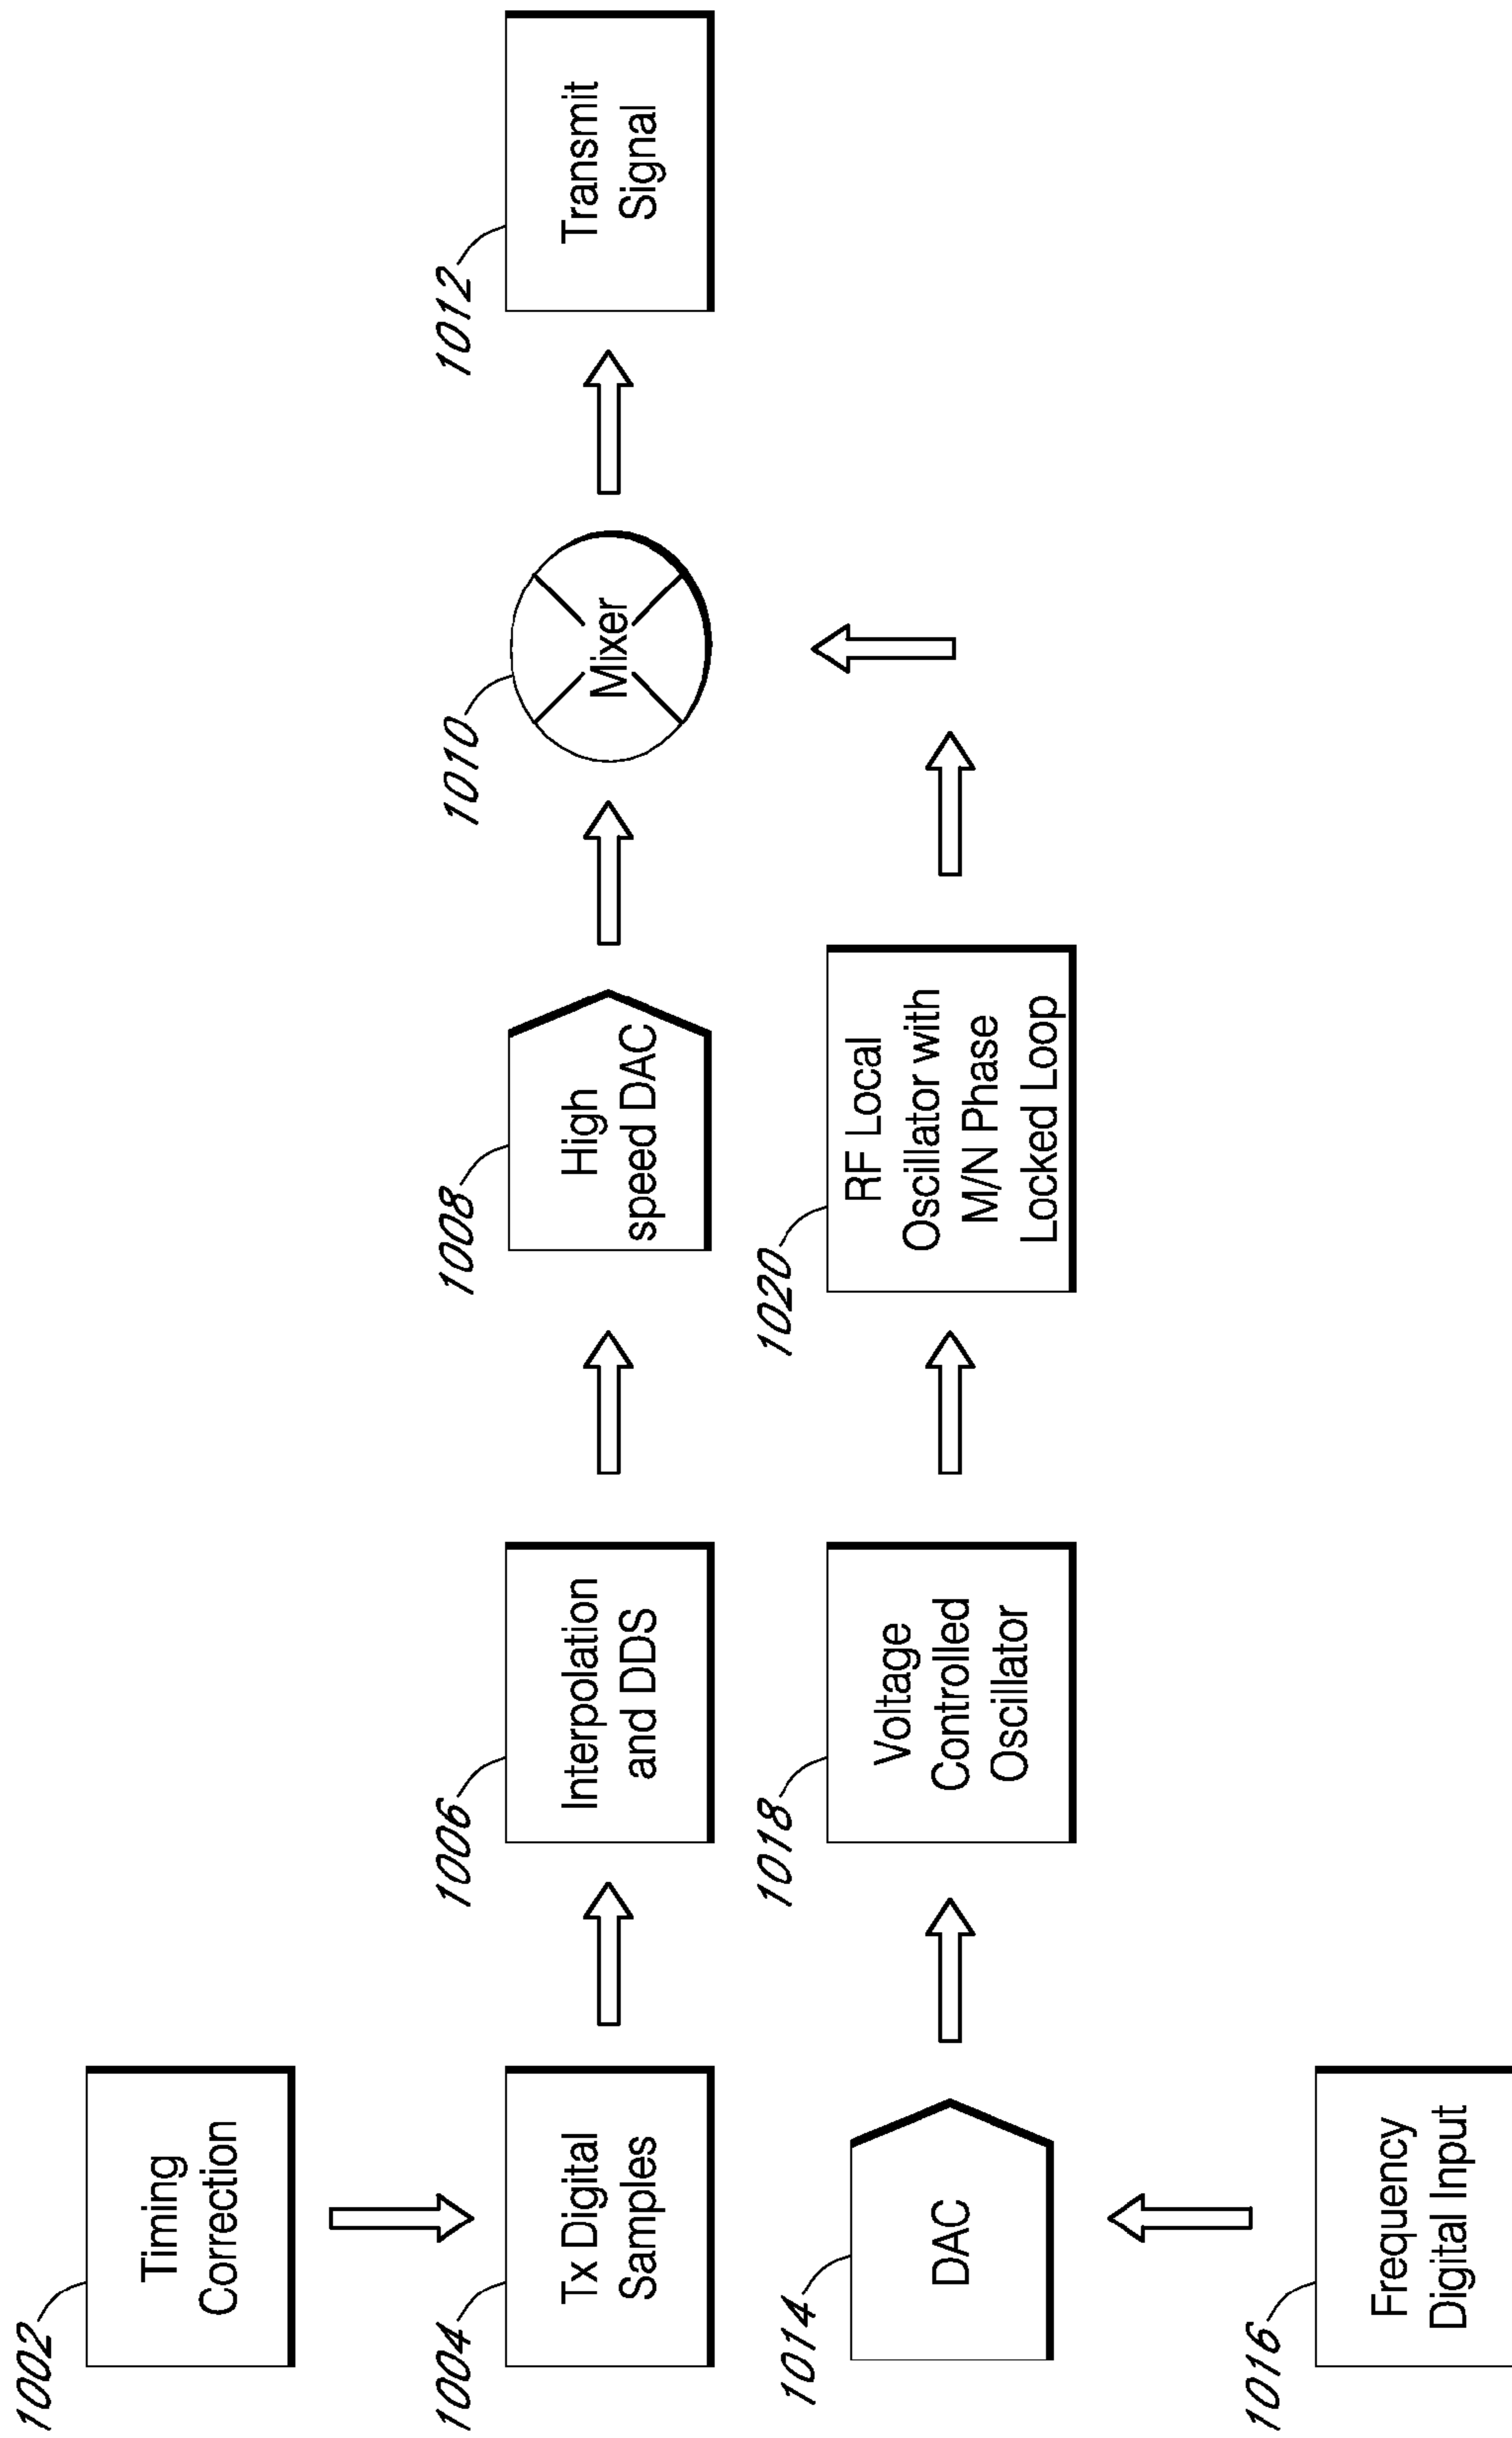 1002
Timing
Correction
1004
Tx Digital
Samples
1006
Interpolation
and DDS
1008
High
speed DAC
1010
Mixer
1012
Transmit
Signal
1014
DAC
1018
Voltage
Controlled
Oscillator
1020
RF Local
Oscillator with
M/N Phase
Locked Loop
1016
Frequency
Digital Input